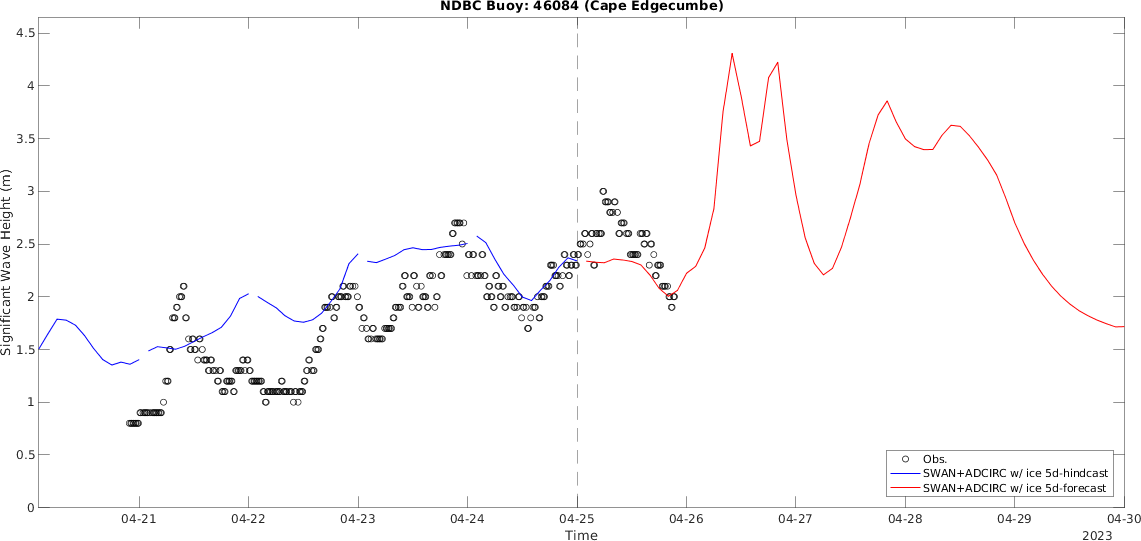 NDBC Buoy: 46084 (Cape Edgecumbe)
4.5
4
3.5
3
2.5
2
1.5
1
0.5
0
Significant Wave Height (m)
04-21 04-22 04-23 04-24 04-25 04-26 04-27 04-28 04-29 04-30
Time
2023
Obs.
SWAN+ADCIRC w/ ice 5d-hindcast
SWAN+ADCIRC w/ ice 5d-forecast